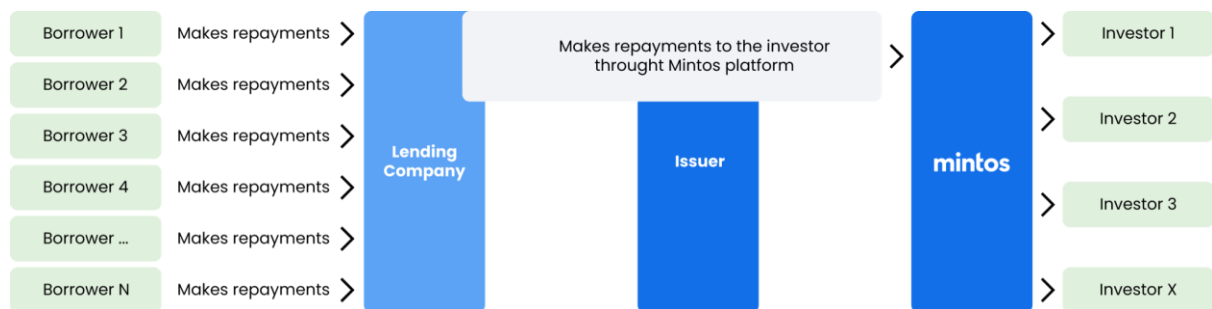 Borrower 1
Makes repayments
Borrower 2
Makes repayments
Borrower 3
Makes repayments
Borrower 4
Makes repayments
Borrower ...
Makes repayments
Borrower N
Makes repayments
Lending
Company
Makes repayments to the investor
throught Mintos platform
Issuer
mintos
Investor 1
Investor 2
Investor 3
Investor X